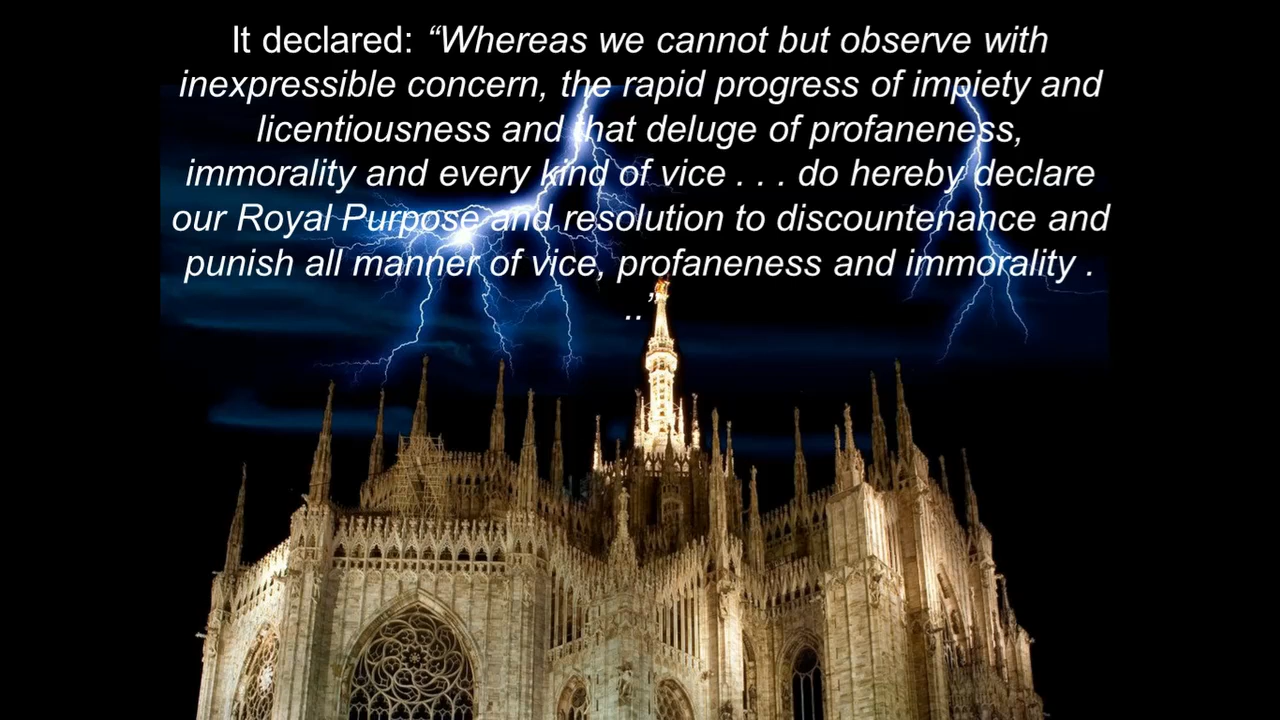 It declared: “Whereas we cannot but observe with
inexpressible concern, the rapid progress of impiety and
licentiousness and that deluge of profaneness,
immorality and every kind of vice . . . do hereby declare
our Royal Purpose and resolution to discountenance and
punish all manner of vice, profaneness and immorality .
. .”